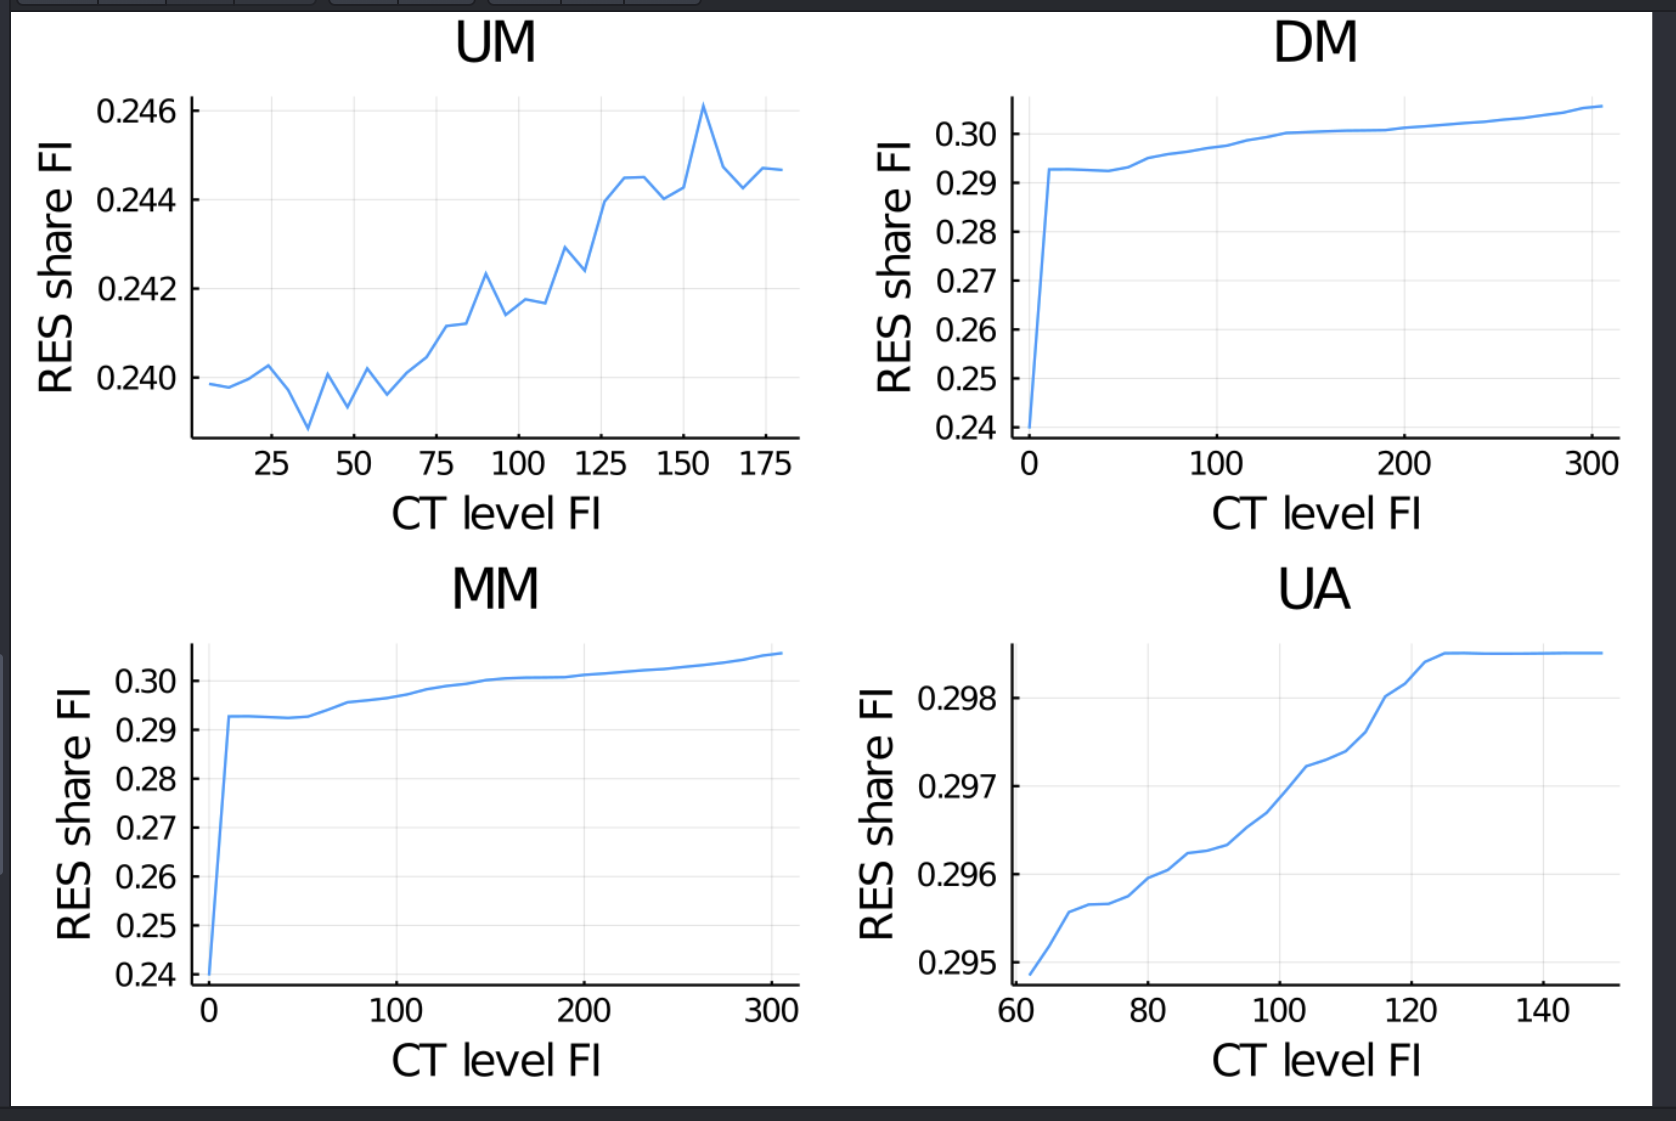 UM
0.246
0.244
0.242
0.240
RES share FI
25 50 75 100 125 150 175
CT level FI
DM
0.30
0.29
0.28
0.27
0.26
0.25
0.24
RES share FI
0 100 200 300
CT level FI
MM
0.30
0.29
0.28
0.27
0.26
0.25
0.24
RES share FI
0 100 200 300
CT level FI
UA
0.298
0.297
0.296
0.295
RES share FI
60 80 100 120 140
CT level FI